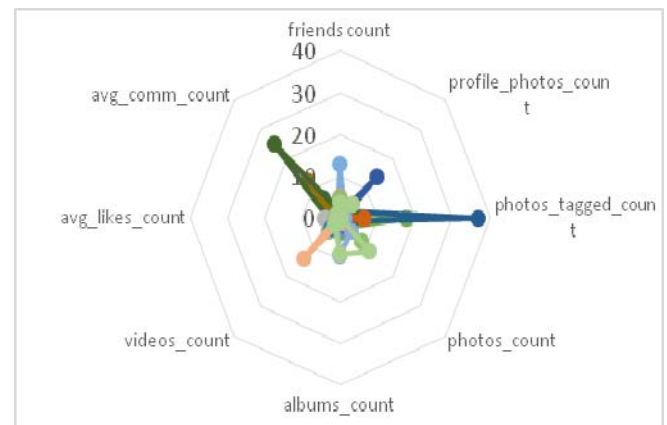 friends count
40
avg_comm_count
profile_photos_coun
t
30
20
10
avg_likes_count
0
photos_tagged_coun
t
videos_count
photos_count
albums_count